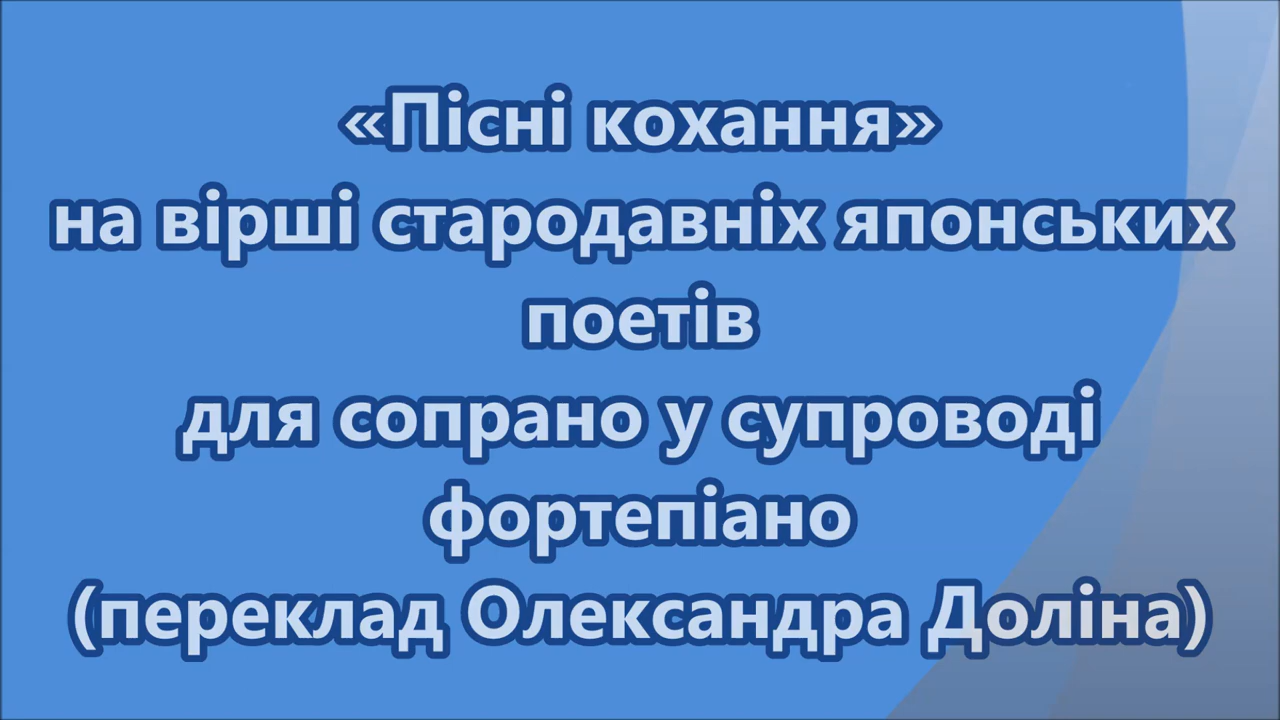 «Пісні кохання»
на вірші стародавніх японських
поетів
для сопрано у супроводі
фортепіано
(переклад Олександра Доліна)